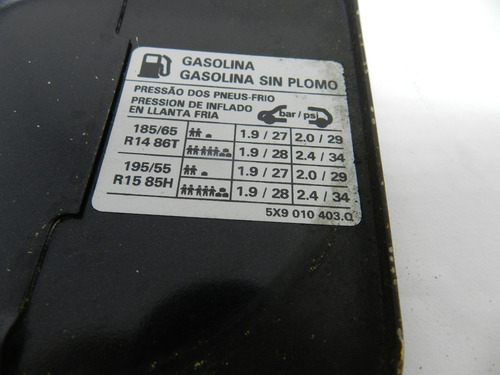 GASOLINA
GASOLINA SIN PLOMO
PRESSÃO DOS PNEUS-FRIO
PRESSION DE INFLADO
EN LLANTA FRIA
bar / psi
185/65
R14 86T
1.9 / 27 2.0 / 29
1.9 / 28 2.4 / 34
195/55
R15 85H
1.9 / 27 2.0 / 29
1.9 / 28 2.4 / 34
5X9 010 403.Q